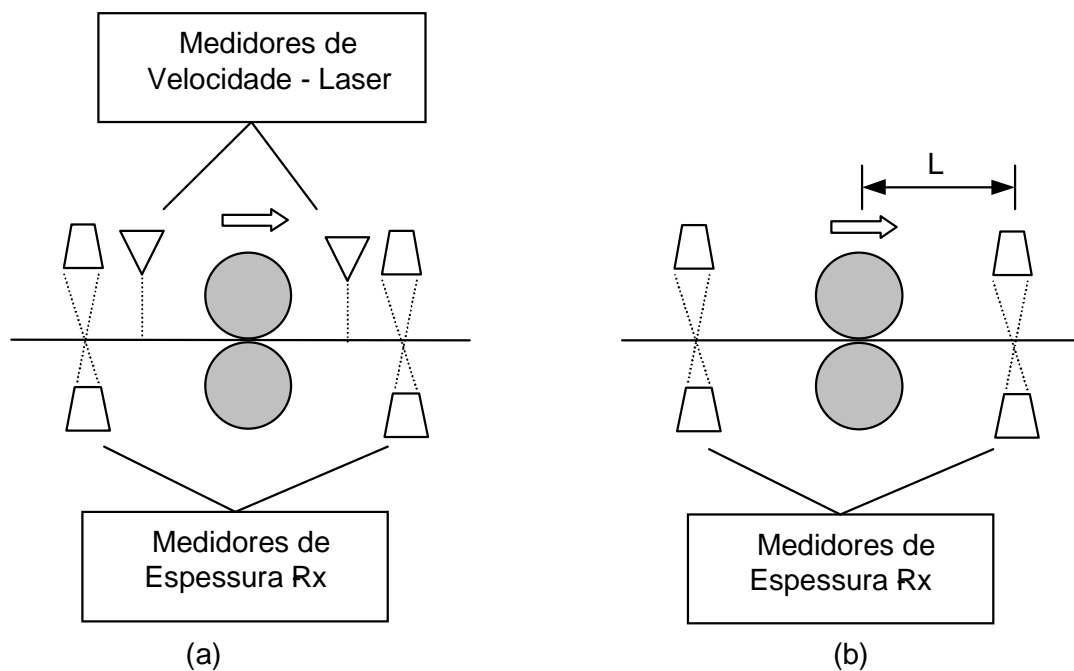 Medidores de
Velocidade - Laser
Medidores de
Espessura - Rx
(a)
L
Medidores de
Espessura - Rx
(b)